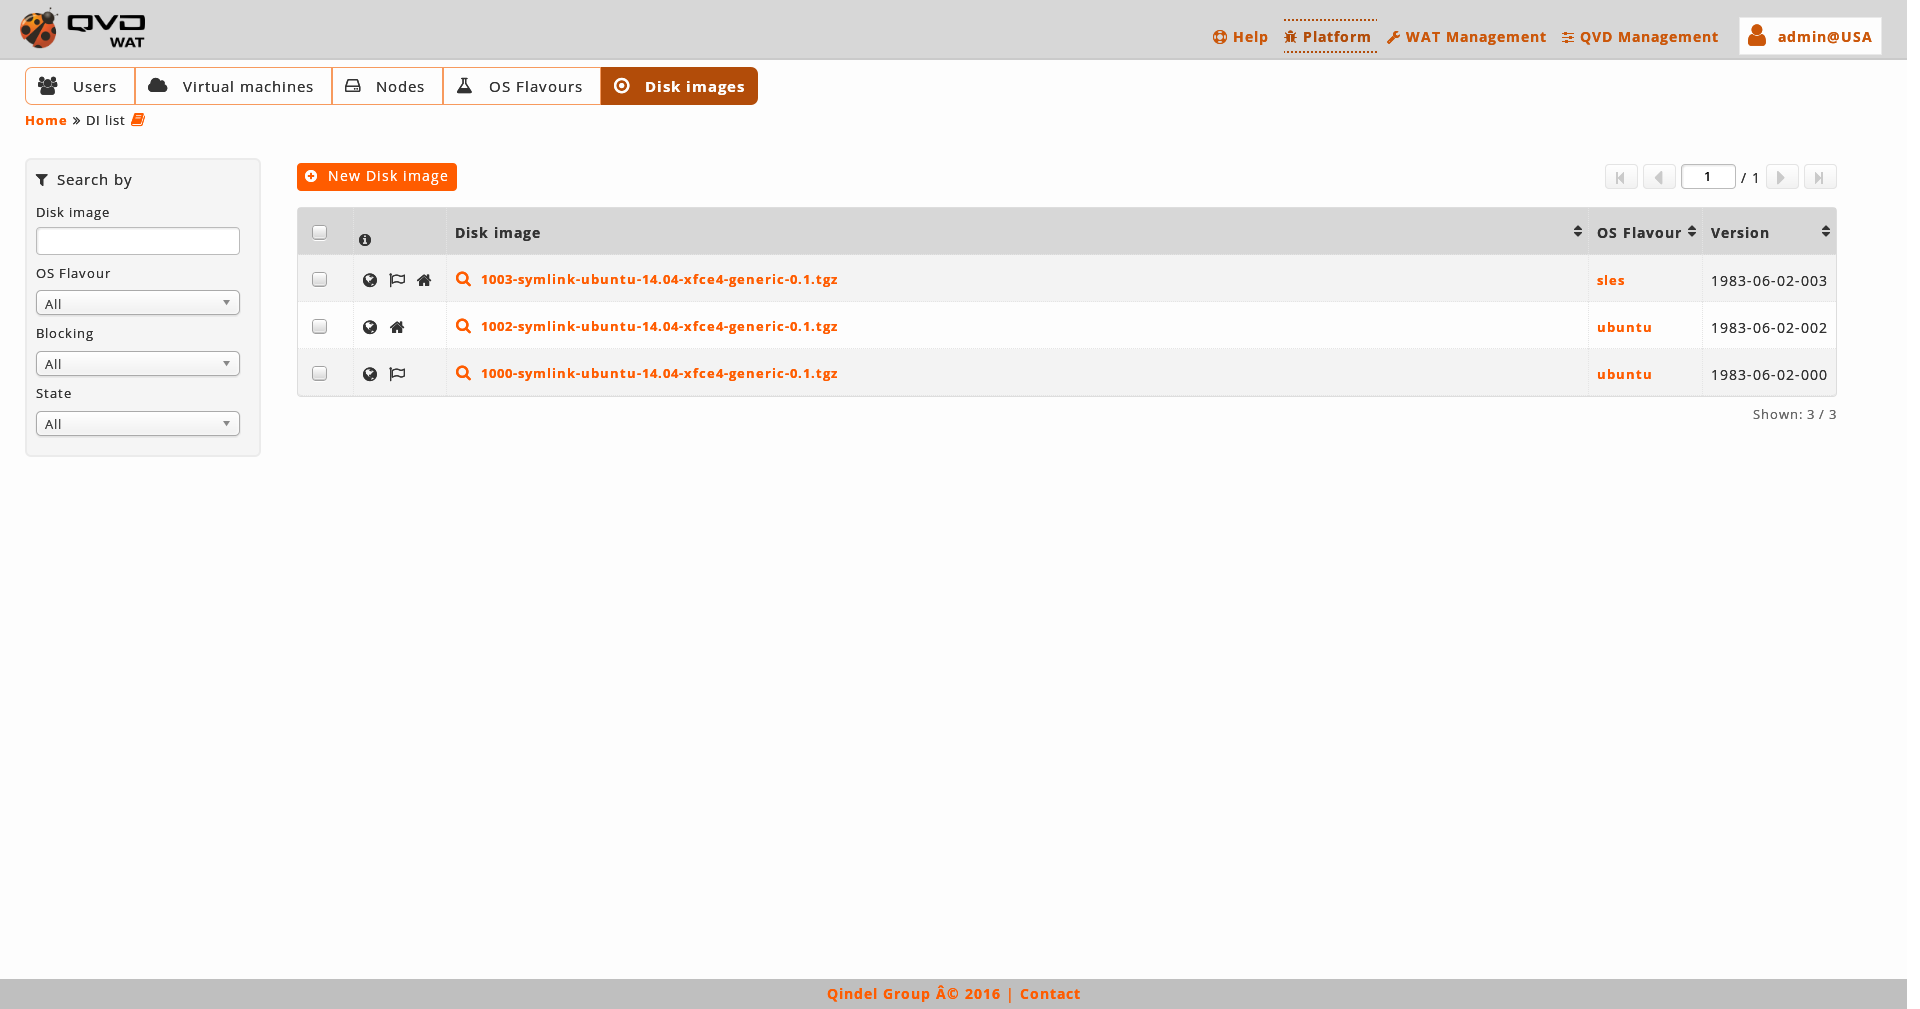 QVD
WAT
Help Platform WAT Management QVD Management admin@USA
Users Virtual machines Nodes OS Flavours Disk images
Home » DI list
Search by
Disk image
OS Flavour
All
Blocking
All
State
All
New Disk image
1 / 1
Disk image OS Flavour Version
1003-symlink-ubuntu-14.04-xfce4-generic-0.1.tgz sles 1983-06-02-003
1002-symlink-ubuntu-14.04-xfce4-generic-0.1.tgz ubuntu 1983-06-02-002
1000-symlink-ubuntu-14.04-xfce4-generic-0.1.tgz ubuntu 1983-06-02-000
Shown: 3 / 3
Qindel Group Â© 2016 | Contact